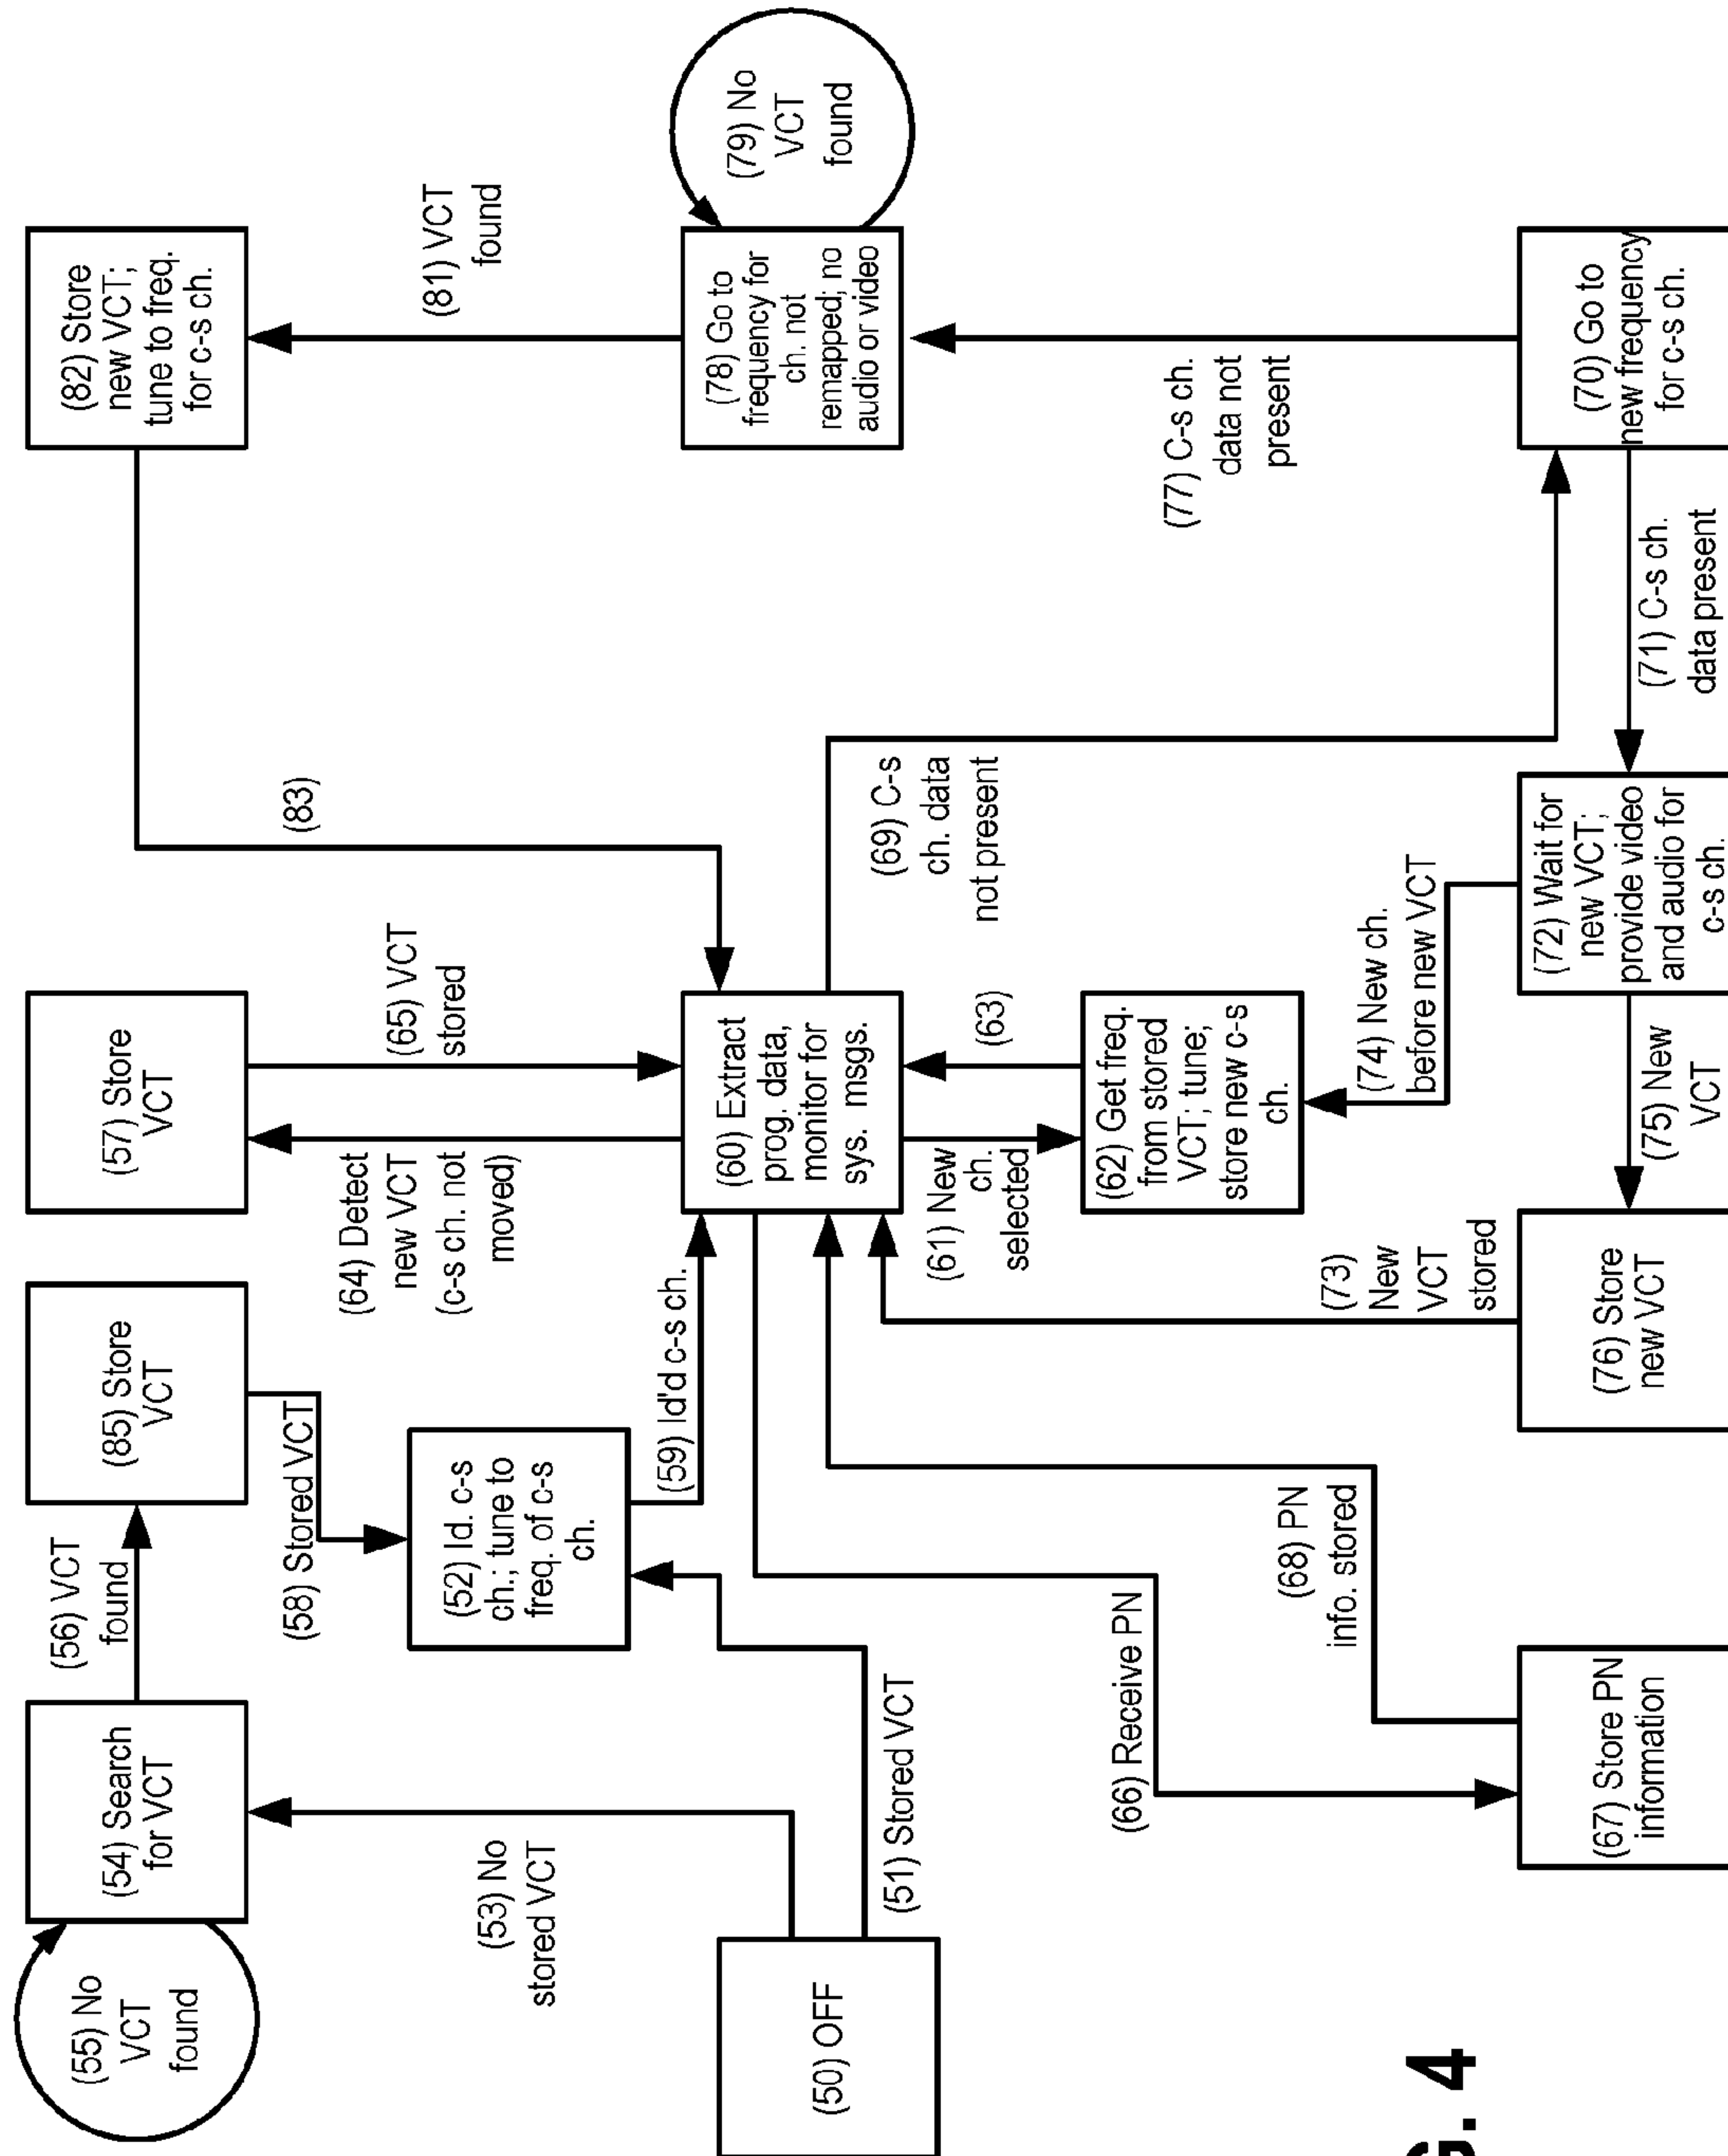 (55) No
VCT
found
(54) Search
for VCT
(56) VCT
found
(85) Store
VCT
(57) Store
VCT
(82) Store
new VCT;
tune to freq.
for c-s ch.
(58) Stored VCT
(64) Detect
new VCT
(c-s ch. not
moved)
(65) VCT
stored
(83)
(81) VCT
found
(53) No
stored VCT
(52) Id. c-s
ch.; tune to
freq. of c-s
ch.
(59) Id'd c-s ch.
(60) Extract
prog. data,
monitor for
sys. msgs.
(78) Go to
frequency for
ch. not
remapped; no
audio or video
(79) No
VCT
found
(50) OFF
(51) Stored VCT
(61) New
ch.
selected
(63)
(69) C-s
ch. data
not present
(62) Get freq.
from stored
VCT; tune;
store new c-s
ch.
(66) Receive PN
(68) PN
info. stored
(73)
New
VCT
stored
(74) New ch.
before new VCT
(77) C-s ch.
data not
present
(67) Store PN
information
(76) Store
new VCT
(75) New
VCT
(72) Wait for
new VCT;
provide video
and audio for
c-s ch.
(71) C-s ch.
data present
(70) Go to
new frequency
for c-s ch.
G. 4